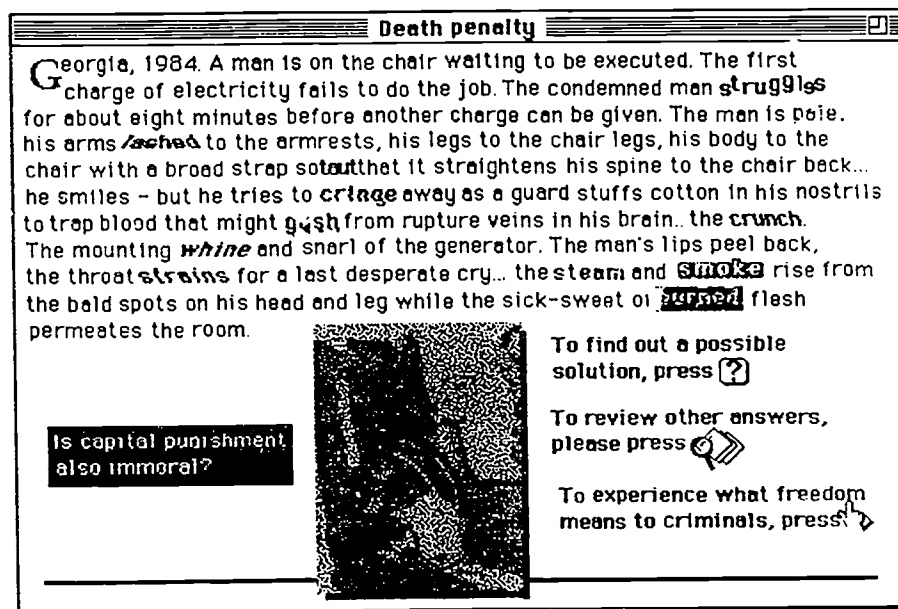 Death penalty
Georgia, 1984. A man is on the chair waiting to be executed. The first
charge of electricity fails to do the job. The condemned man struggles
for about eight minutes before another charge can be given. The man is pale.
his arms lashed to the armrests, his legs to the chair legs, his body to the
chair with a broad strap so taut that it straightens his spine to the chair back...
he smiles - but he tries to cringe away as a guard stuffs cotton in his nostrils
to trap blood that might gush from rupture veins in his brain.. the crunch.
The mounting whine and snarl of the generator. The man's lips peel back,
the throat strains for a last desperate cry... the steam and smoke rise from
the bald spots on his head and leg while the sick-sweet of burned flesh
permeates the room.
Is capital punishment
also immoral?
To find out a possible
solution, press ?
To review other answers,
please press
To experience what freedom
means to criminals, press